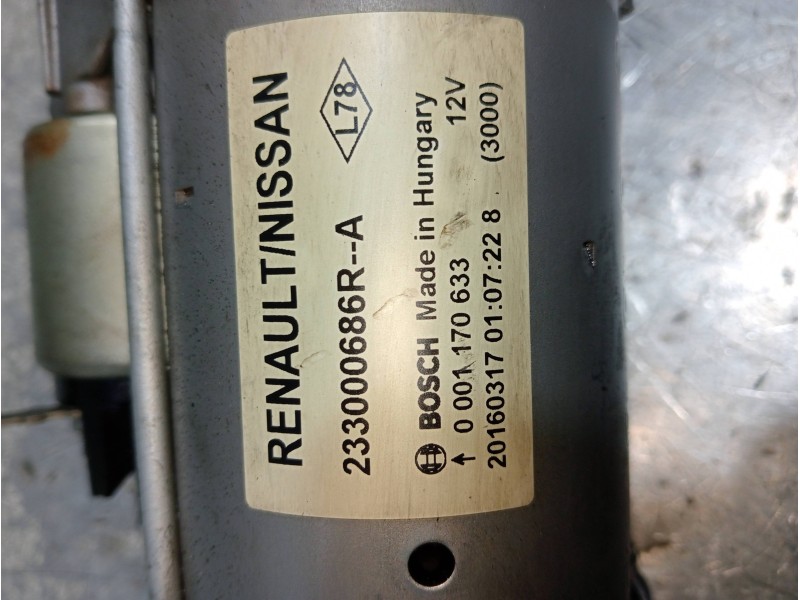 RENAULT/NISSAN
233000686R--A
L78
BOSCH Made in Hungary
0 001 170 633 12V
20160317 01:07:22 8 (3000)